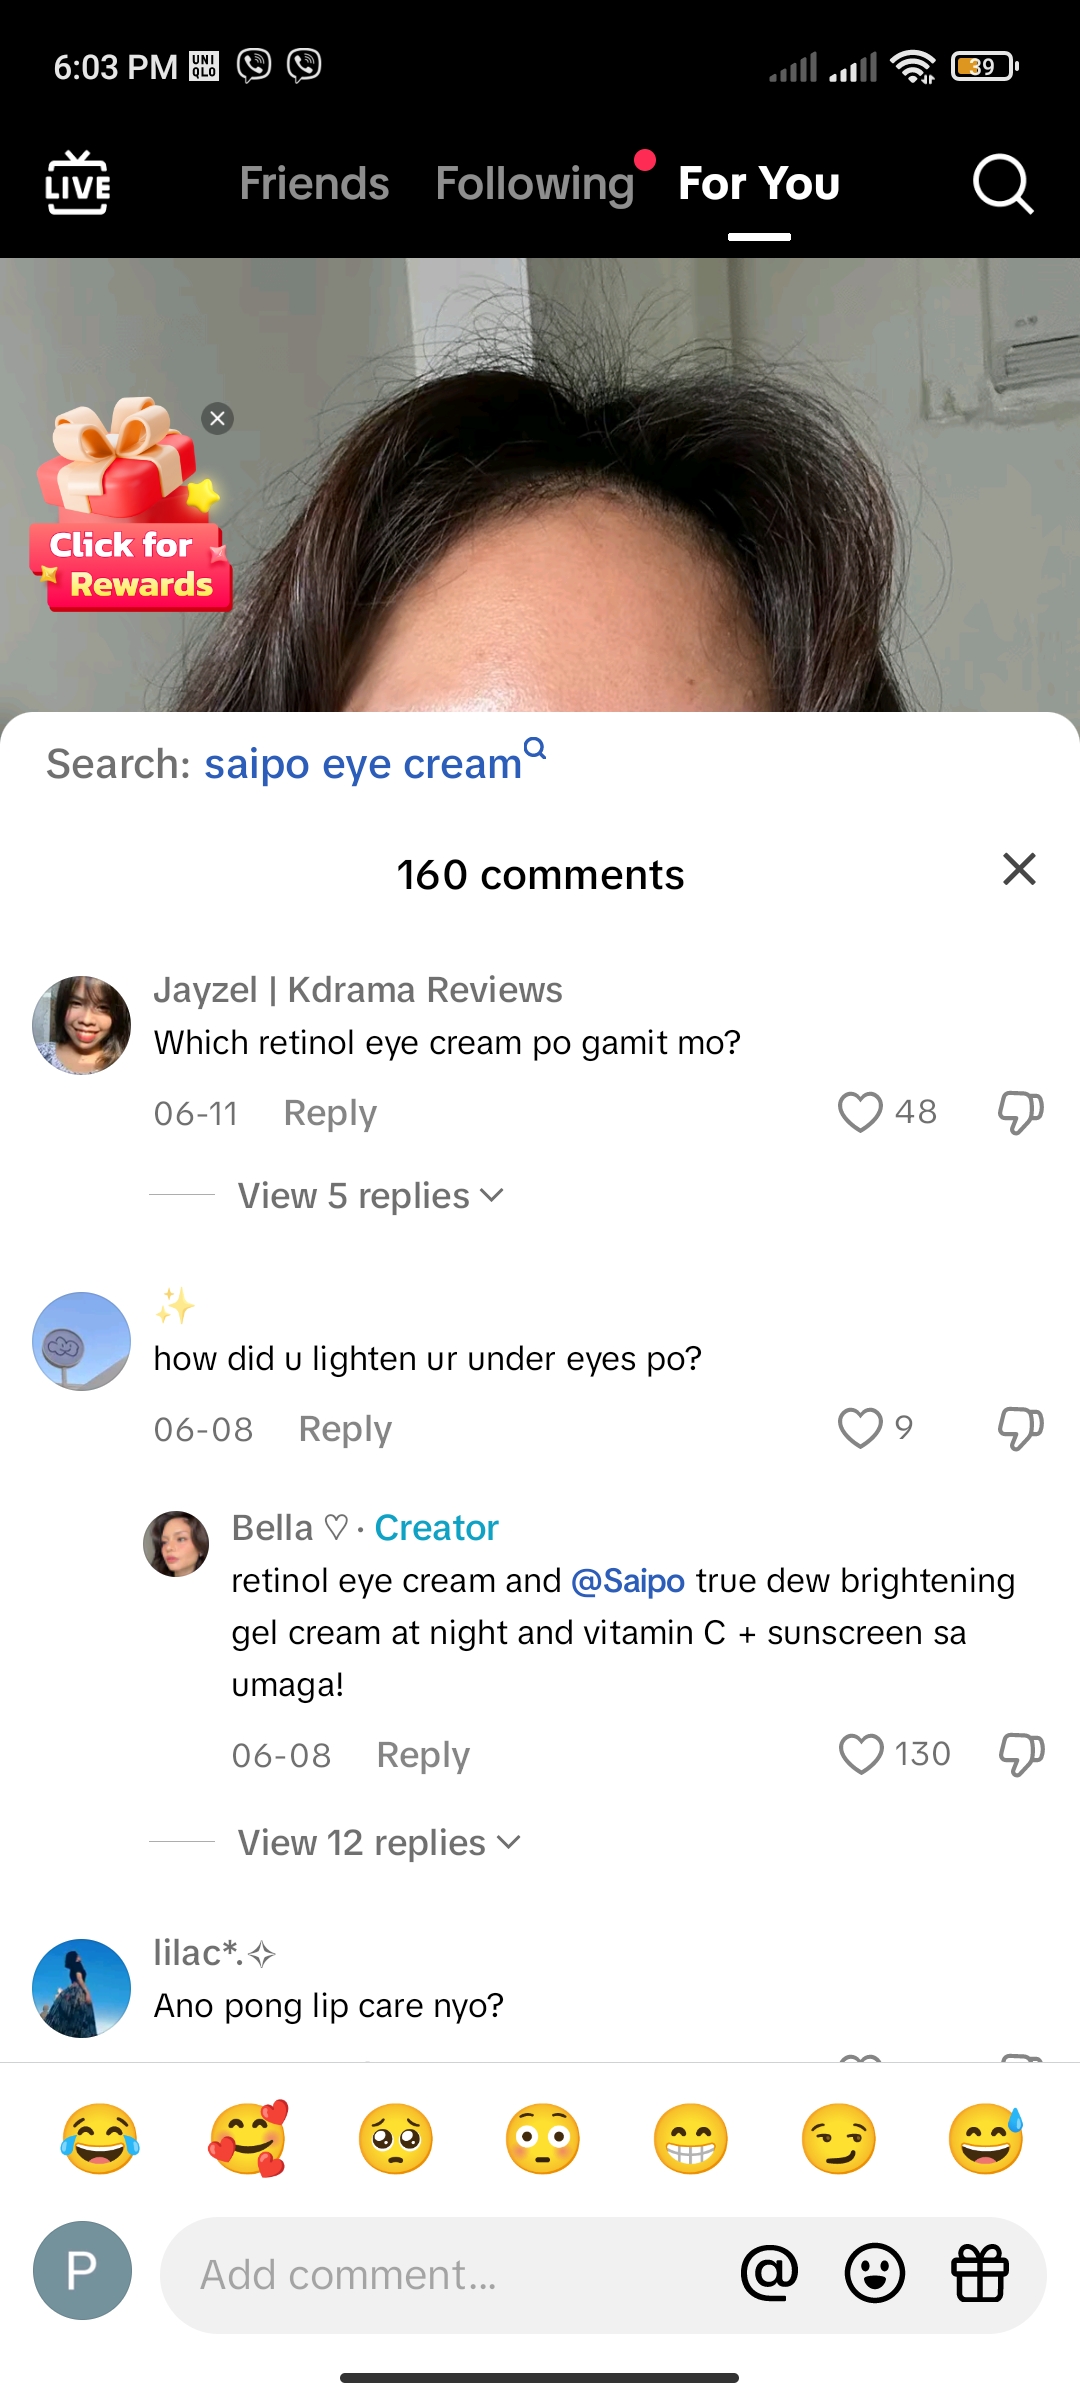 6:03 PM UNI QLO 39
LIVE Friends Following For You
Click for
Rewards
Search: saipo eye cream
160 comments
Jayzel | Kdrama Reviews
Which retinol eye cream po gamit mo?
06-11 Reply 48
View 5 replies
✨
how did u lighten ur under eyes po?
06-08 Reply 9
Bella ♡ · Creator
retinol eye cream and @Saipo true dew brightening
gel cream at night and vitamin C + sunscreen sa
umaga!
06-08 Reply 130
View 12 replies
lilac*.✧
Ano pong lip care nyo?
😂 🥰 🥺 😳 😁 😏 😅
P Add comment... @